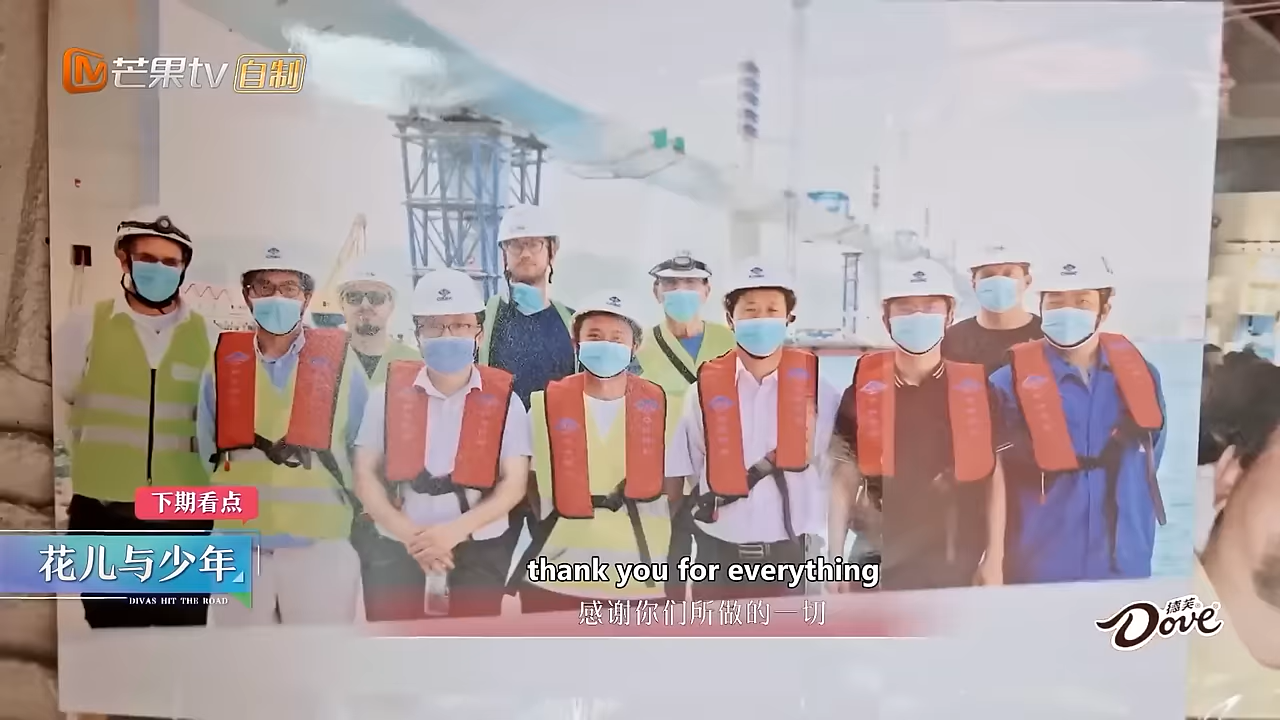 芒果tv 自制
下期看点
花儿与少年
DIVAS HIT THE ROAD
thank you for everything
感谢你们所做的一切
德芙
Dove